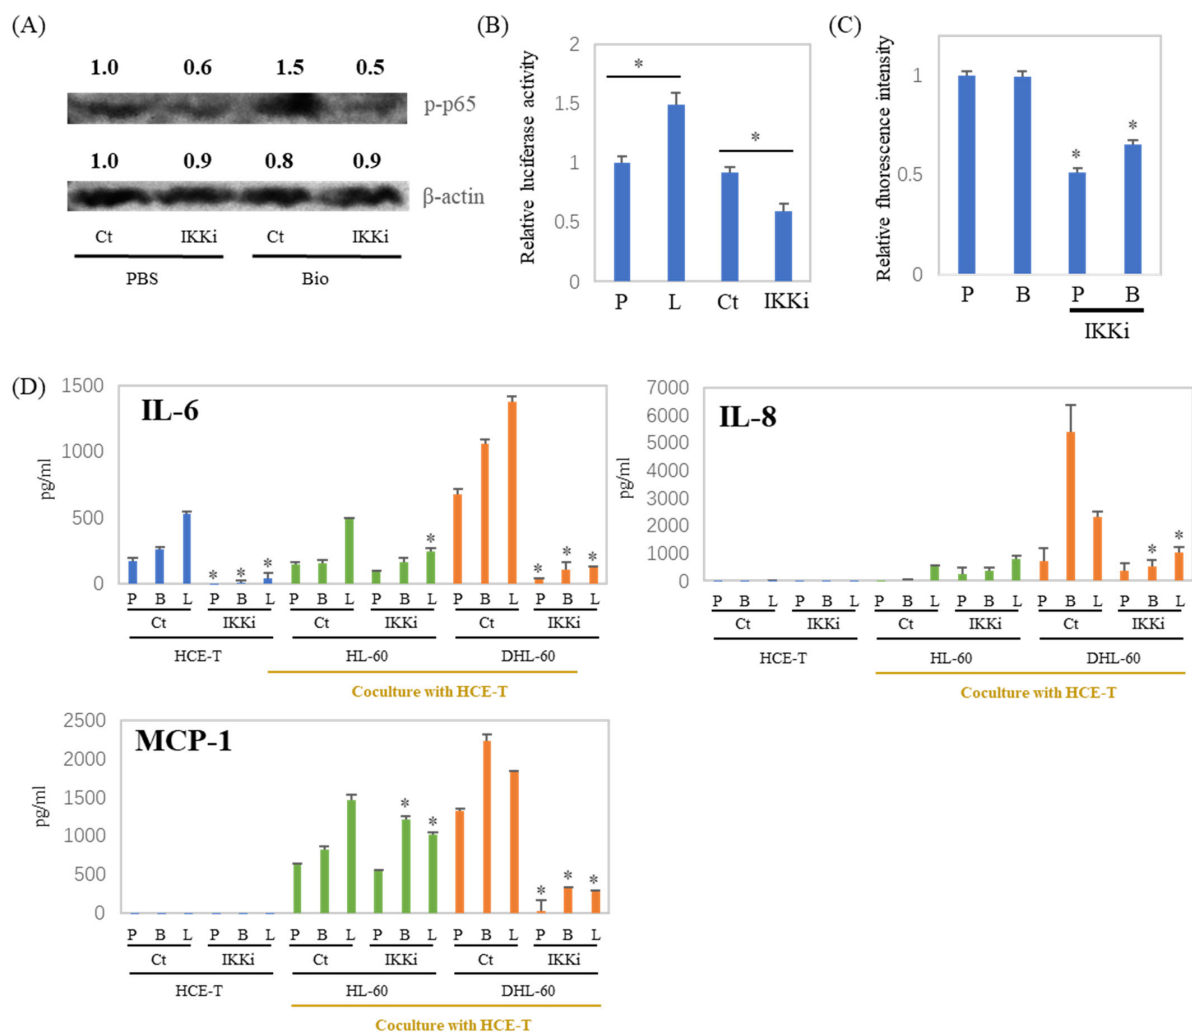 (A)
1.0 0.6 1.5 0.5
p-p65
1.0 0.9 0.8 0.9
β-actin
Ct IKKi Ct IKKi
PBS Bio
(B)
Relative luciferase activity
2
1.5
1
0.5
0
* *
P L Ct IKKi
(C)
Relative fluorescence intensity
1
0.5
0
* *
P B P B
IKKi
(D)
IL-6
pg/ml
1500
1000
500
0
* * * * * * *
P B L P B L P B L P B L P B L P B L
Ct IKKi Ct IKKi Ct IKKi
HCE-T HL-60 DHL-60
Coculture with HCE-T
IL-8
pg/ml
7000
6000
5000
4000
3000
2000
1000
0
* *
P B L P B L P B L P B L P B L P B L
Ct IKKi Ct IKKi Ct IKKi
HCE-T HL-60 DHL-60
Coculture with HCE-T
MCP-1
pg/ml
2500
2000
1500
1000
500
0
* * * * *
P B L P B L P B L P B L P B L P B L
Ct IKKi Ct IKKi Ct IKKi
HCE-T HL-60 DHL-60
Coculture with HCE-T